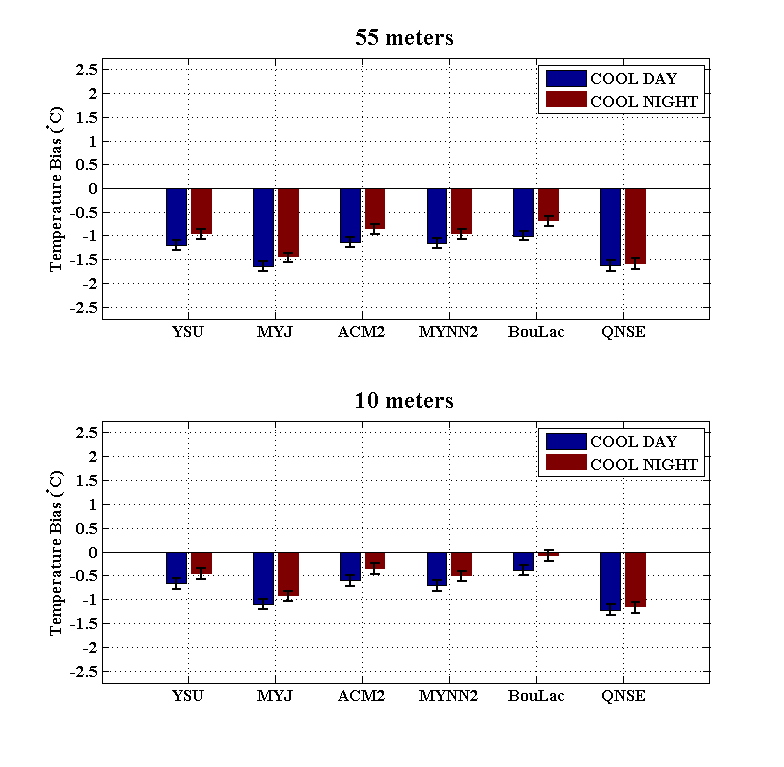 55 meters
Temperature Bias (°C)
2.5
2
1.5
1
0.5
0
-0.5
-1
-1.5
-2
-2.5
COOL DAY
COOL NIGHT
YSU MYJ ACM2 MYNN2 BouLac QNSE
10 meters
Temperature Bias (°C)
2.5
2
1.5
1
0.5
0
-0.5
-1
-1.5
-2
-2.5
COOL DAY
COOL NIGHT
YSU MYJ ACM2 MYNN2 BouLac QNSE